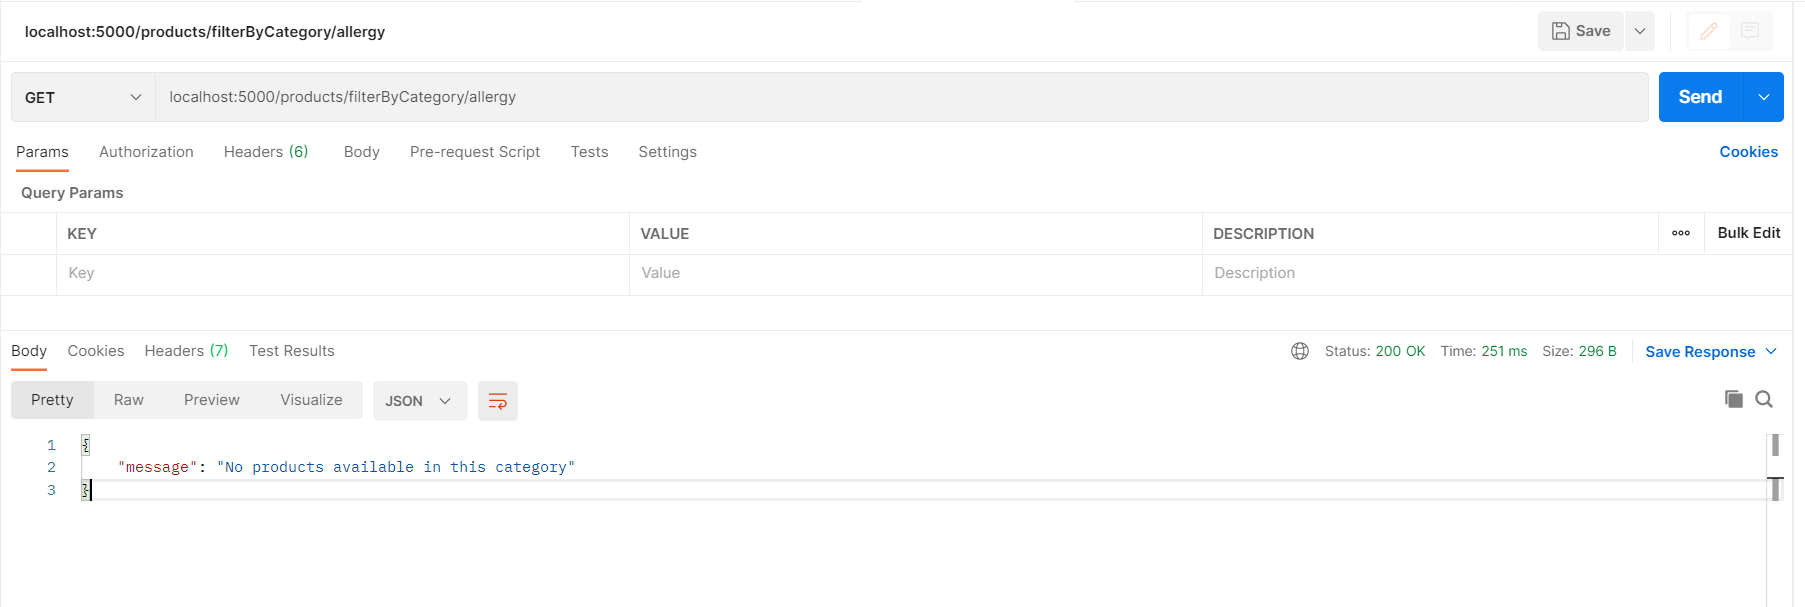 localhost:5000/products/filterByCategory/allergy
Save
GET
localhost:5000/products/filterByCategory/allergy
Send
Params Authorization Headers (6) Body Pre-request Script Tests Settings Cookies
Query Params
KEY VALUE DESCRIPTION ooo Bulk Edit
Key Value Description
Body Cookies Headers (7) Test Results Status: 200 OK Time: 251 ms Size: 296 B Save Response
Pretty Raw Preview Visualize JSON
1 {
2 "message": "No products available in this category"
3 }